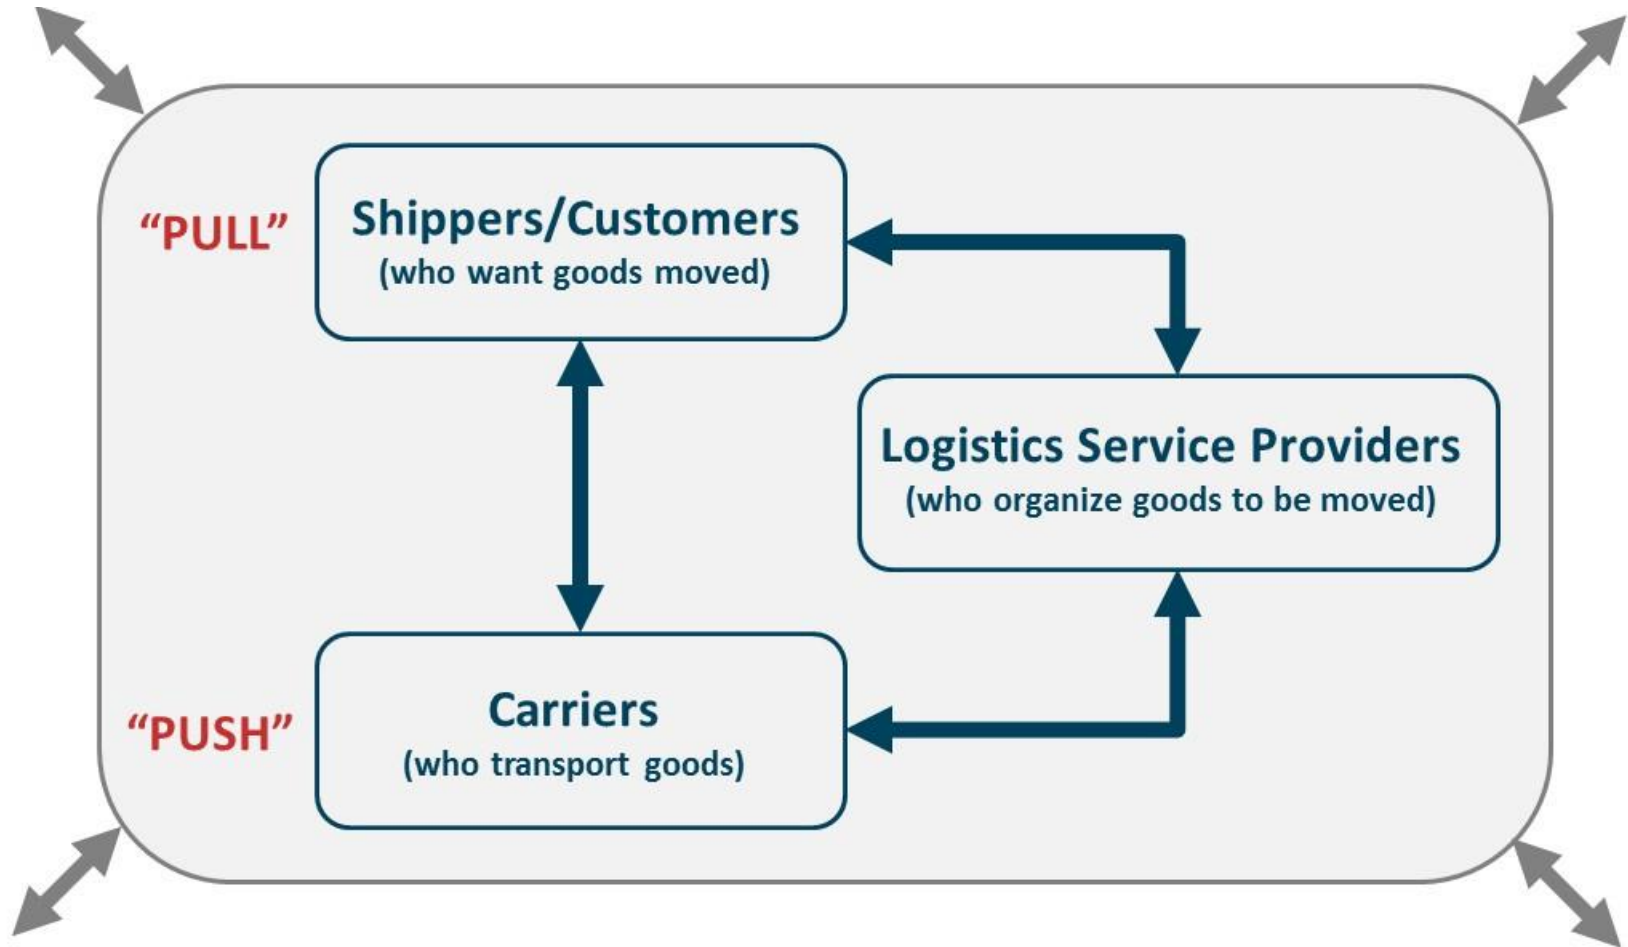 “PULL”
Shippers/Customers
(who want goods moved)
Logistics Service Providers
(who organize goods to be moved)
“PUSH”
Carriers
(who transport goods)